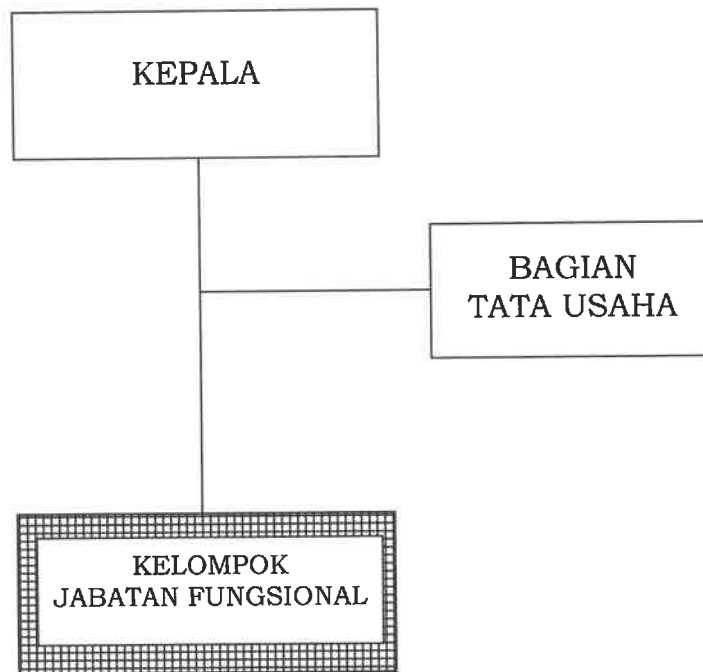 KEPALA
BAGIAN
TATA USAHA
KELOMPOK
JABATAN FUNGSIONAL